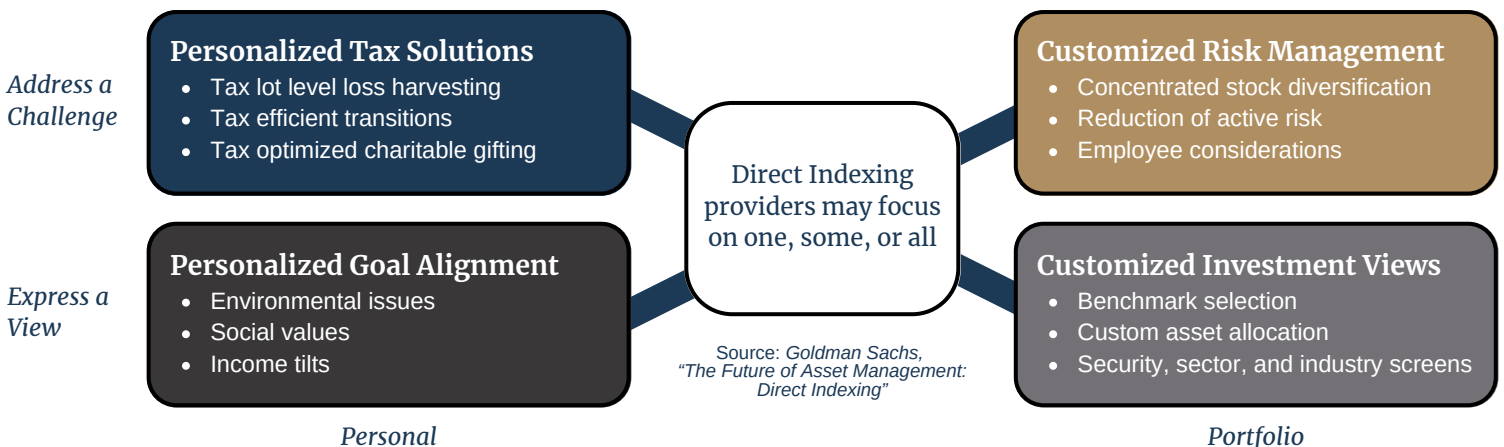 Address a
Challenge
Personalized Tax Solutions
• Tax lot level loss harvesting
• Tax efficient transitions
• Tax optimized charitable gifting
Customized Risk Management
• Concentrated stock diversification
• Reduction of active risk
• Employee considerations
Direct Indexing
providers may focus
on one, some, or all
Express a
View
Personalized Goal Alignment
• Environmental issues
• Social values
• Income tilts
Customized Investment Views
• Benchmark selection
• Custom asset allocation
• Security, sector, and industry screens
Source: Goldman Sachs,
“The Future of Asset Management:
Direct Indexing”
Personal
Portfolio